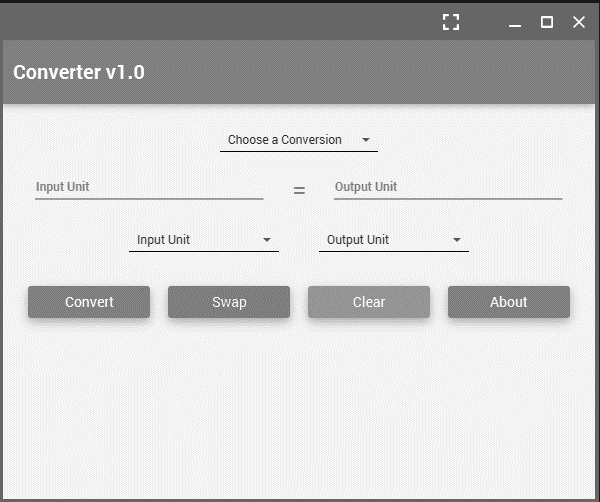 Converter v1.0
Choose a Conversion
Input Unit = Output Unit
Input Unit Output Unit
Convert Swap Clear About